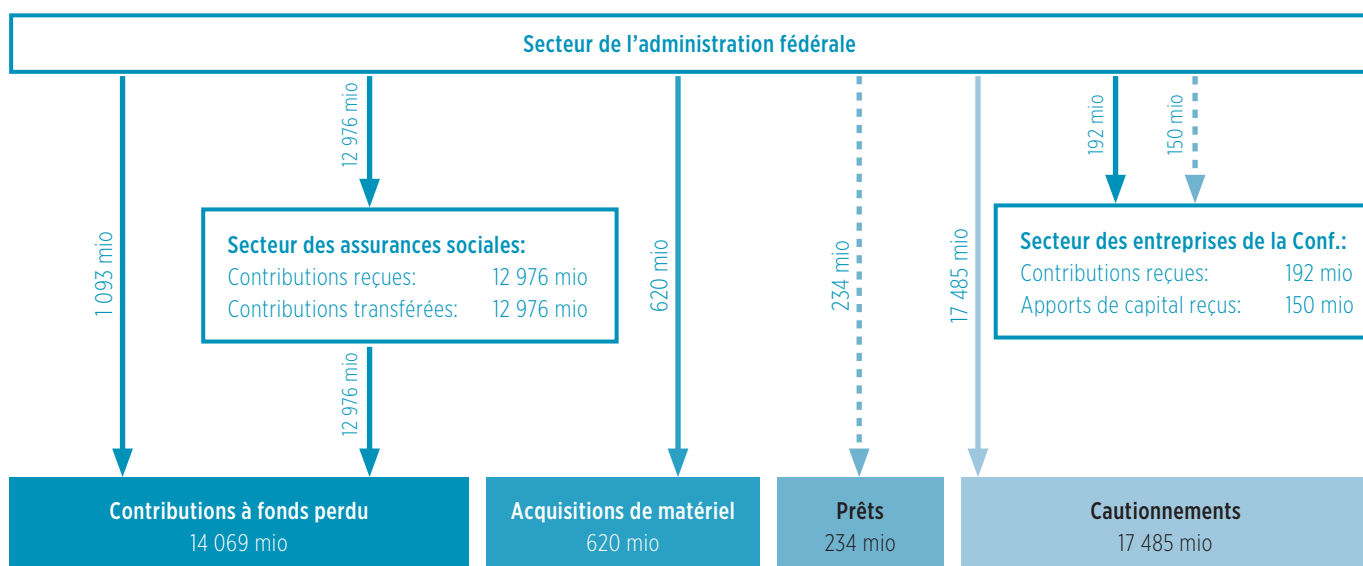 Secteur de l'administration fédérale
12 976 mio
192 mio
150 mio
1 093 mio
Secteur des assurances sociales:
Contributions reçues: 12 976 mio
Contributions transférées: 12 976 mio
620 mio
234 mio
17 485 mio
Secteur des entreprises de la Conf.:
Contributions reçues: 192 mio
Apports de capital reçus: 150 mio
12 976 mio
Contributions à fonds perdu
14 069 mio
Acquisitions de matériel
620 mio
Prêts
234 mio
Cautionnements
17 485 mio